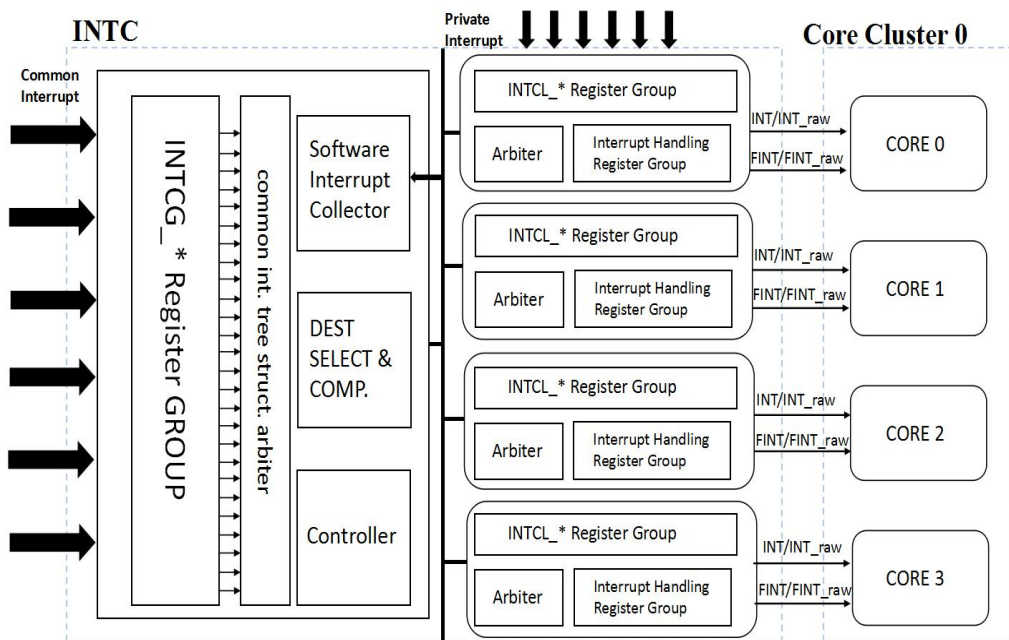 INTC
Private
Interrupt
Core Cluster 0
Common
Interrupt
INTCG_* Register GROUP
common int. tree struct. arbiter
Software
Interrupt
Collector
DEST
SELECT &
COMP.
Controller
INTCL_* Register Group
Arbiter
Interrupt Handling
Register Group
INT/INT_raw
FINT/FINT_raw
CORE 0
INTCL_* Register Group
Arbiter
Interrupt Handling
Register Group
INT/INT_raw
FINT/FINT_raw
CORE 1
INTCL_* Register Group
Arbiter
Interrupt Handling
Register Group
INT/INT_raw
FINT/FINT_raw
CORE 2
INTCL_* Register Group
Arbiter
Interrupt Handling
Register Group
INT/INT_raw
FINT/FINT_raw
CORE 3